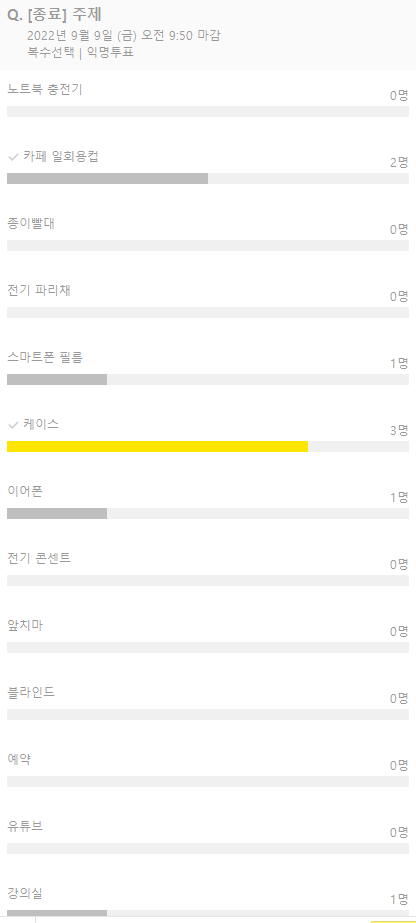 Q. [종료] 주제
2022년 9월 9일 (금) 오전 9:50 마감
복수선택 | 익명투표
노트북 충전기
0명
카페 일회용컵
2명
종이빨대
0명
전기 파리채
0명
스마트폰 필름
1명
케이스
3명
이어폰
1명
전기 콘센트
0명
앞치마
0명
블라인드
0명
예약
0명
유튜브
0명
강의실
1명